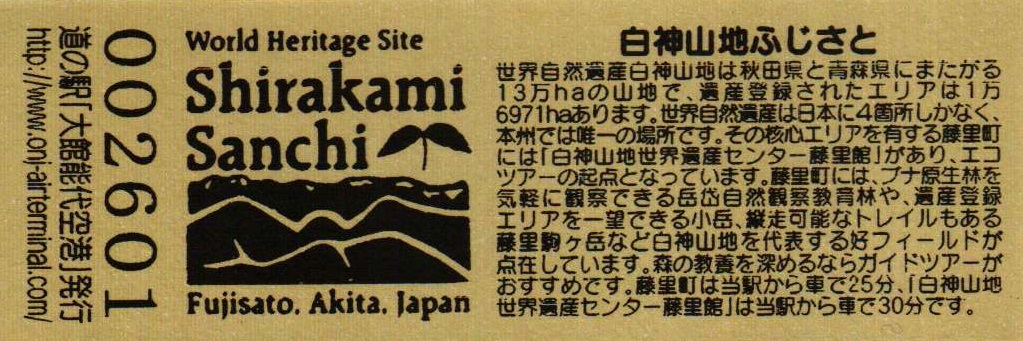 道の駅「大館能代空港」発行
http://www.onj-airterminal.com/
002601
World Heritage Site
Shirakami
Sanchi
Fujisato, Akita, Japan
白神山地ふじさと
世界自然遺産白神山地は秋田県と青森県にまたがる
13万haの山地で、遺産登録されたエリアは1万
6971haあります。世界自然遺産は日本に4箇所しかなく、
本州では唯一の場所です。その核心エリアを有する藤里町
には「白神山地世界遺産センター藤里館」があり、エコ
ツアーの起点となっています。藤里町には、ブナ原生林を
気軽に観察できる岳岱自然観察教育林や、遺産登録
エリアを一望できる小岳、縦走可能なトレイルもある
藤里駒ヶ岳など白神山地を代表する好フィールドが
点在しています。森の教養を深めるならガイドツアーが
おすすめです。藤里町は当駅から車で25分、「白神山地
世界遺産センター藤里館」は当駅から車で30分です。